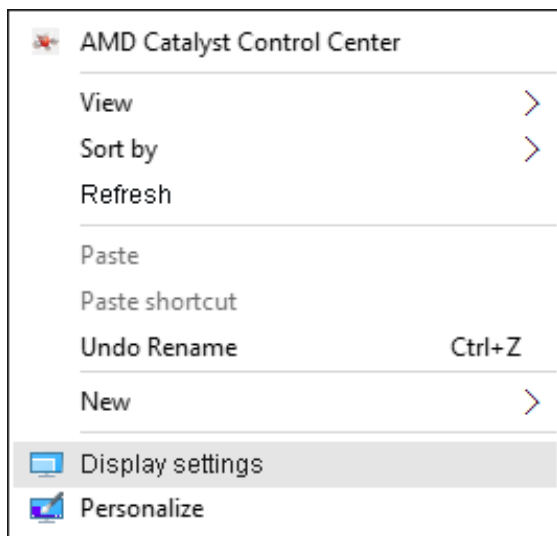 AMD Catalyst Control Center
View
Sort by
Refresh
Paste
Paste shortcut
Undo Rename Ctrl+Z
New
Display settings
Personalize